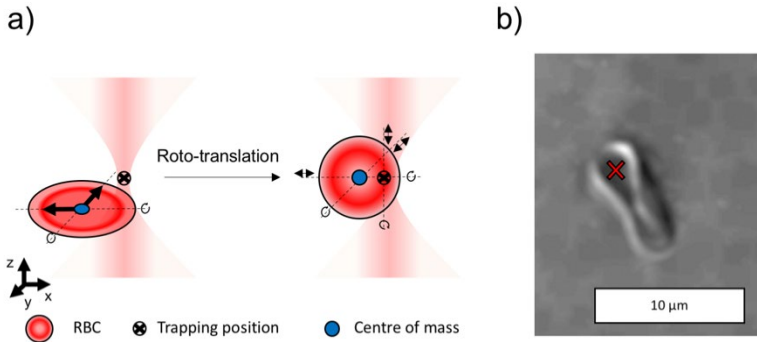 a)
b)
Roto-translation
z
y
x
RBC
Trapping position
Centre of mass
10 μm